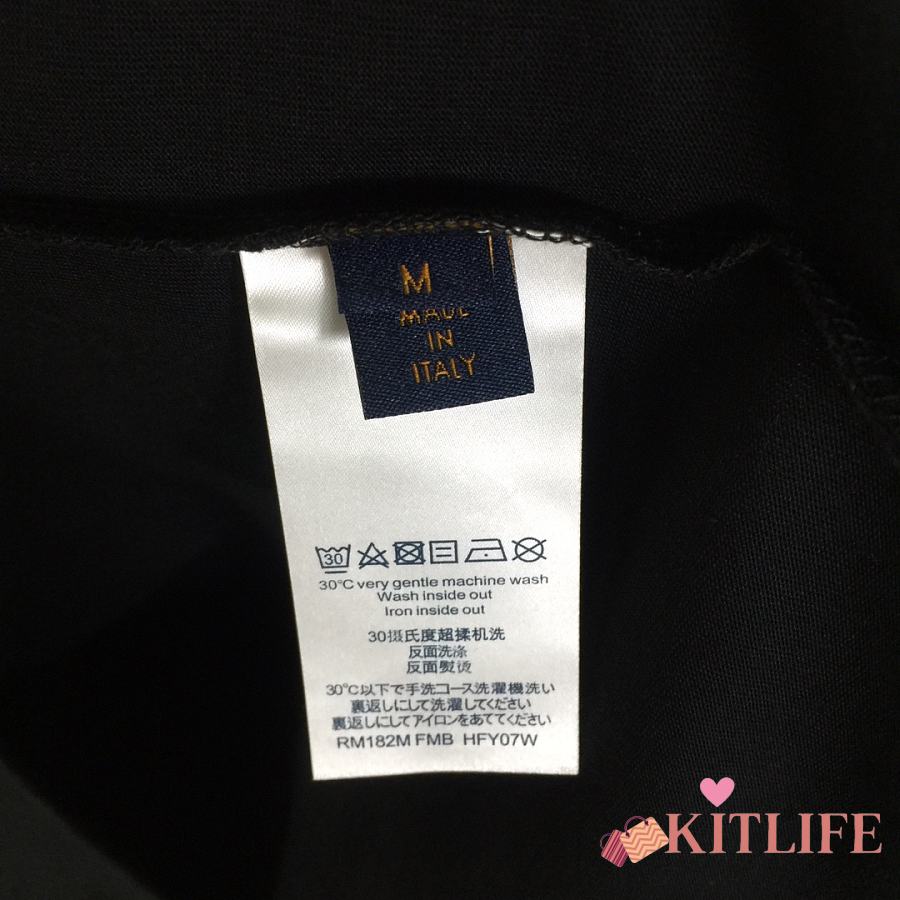 M
MADE
IN
ITALY
30
30°C very gentle machine wash
Wash inside out
Iron inside out
30摄氏度超揉机洗
反面洗涤
反面熨烫
30°C以下で手洗コース洗濯機洗い
裏返しにして洗濯してください
裏返しにしてアイロンをあててください
RM182M FMB HFY07W
KITLIFE